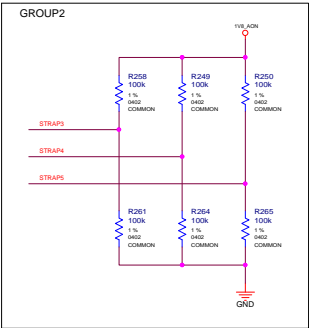 GROUP2
1V8_AON
R258
100k
1 %
0402
COMMON
R249
100k
1 %
0402
COMMON
R250
100k
1 %
0402
COMMON
STRAP3
STRAP4
STRAP5
R261
100k
1 %
0402
COMMON
R264
100k
1 %
0402
COMMON
R265
100k
1 %
0402
COMMON
GND